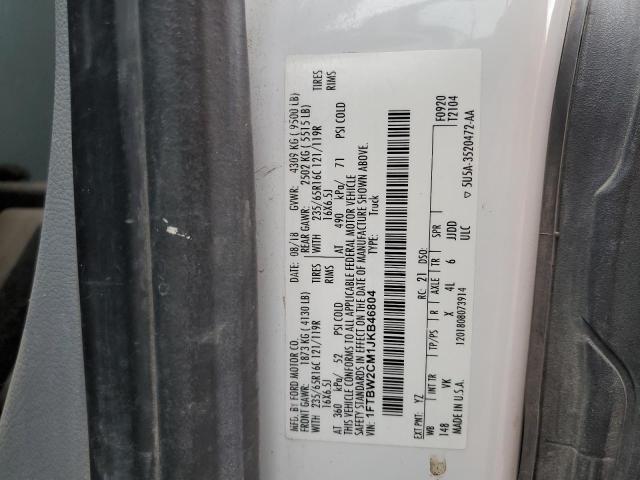 MFD. BY FORD MOTOR CO.
DATE: 08/18 GVWR: 4309 KG ( 9500 LB)
FRONT GAWR: 1873 KG ( 4130 LB) REAR GAWR: 2502 KG ( 5515 LB)
WITH 235/65R16C 121/119R TIRES WITH 235/65R16C 121/119R TIRES
16X6.5J RIMS 16X6.5J RIMS
AT 360 kPa/ 52 PSI COLD AT 490 kPa/ 71 PSI COLD
THIS VEHICLE CONFORMS TO ALL APPLICABLE FEDERAL MOTOR VEHICLE
SAFETY STANDARDS IN EFFECT ON THE DATE OF MANUFACTURE SHOWN ABOVE.
VIN: 1FTBW2CM1JKB46804 TYPE: Truck
F0920
T2104
EXT PNT: YZ RC: 21 DSO:
WB INT TR TP/PS R AXLE TR SPR
148 VK X 4L 6 JJDD
MADE IN U.S.A. 1201808073914 ULC
▽ 5U5A-3520472-AA